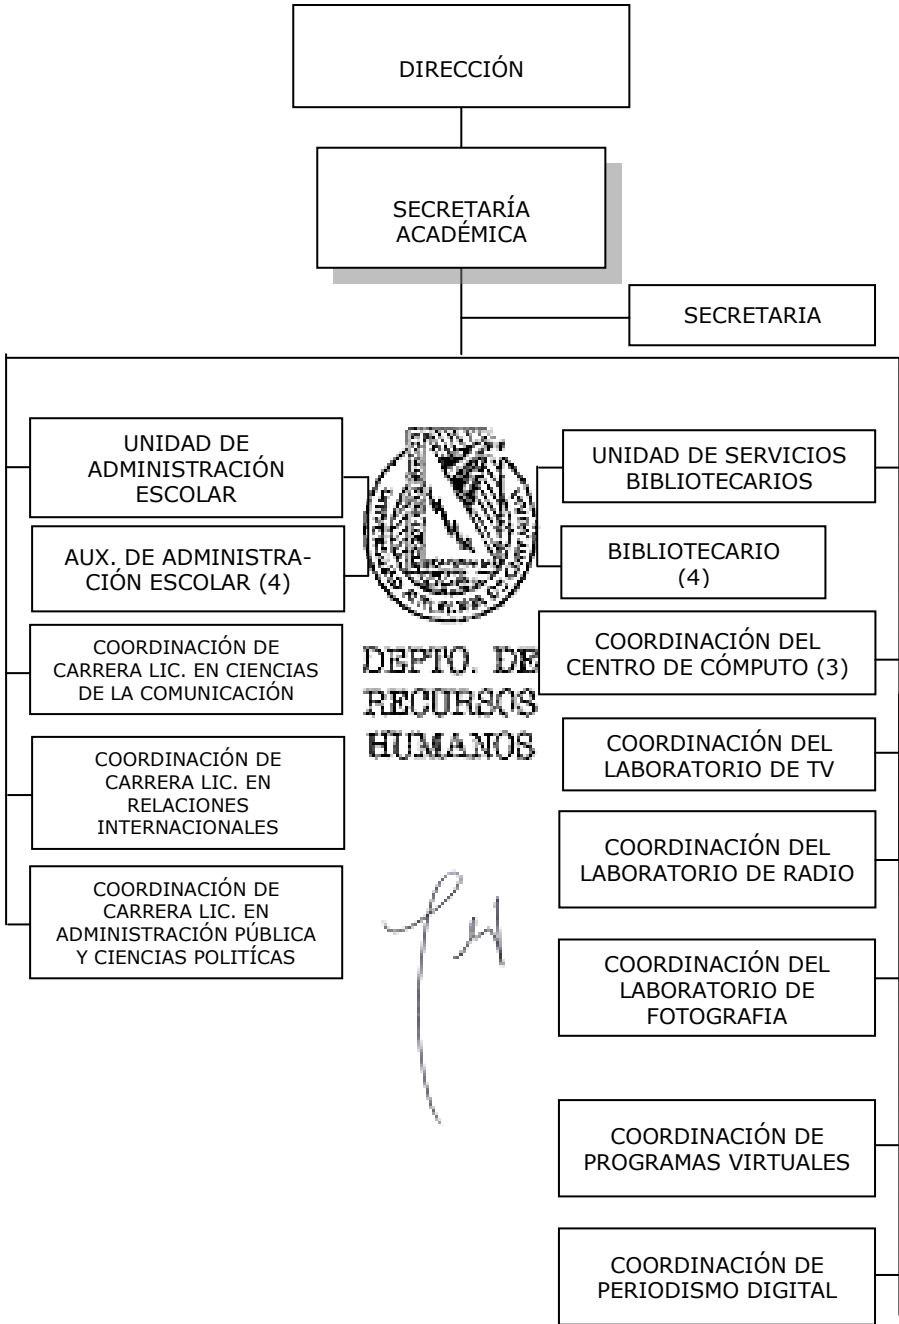 DIRECCIÓN
SECRETARÍA
ACADÉMICA
SECRETARIA
UNIDAD DE
ADMINISTRACIÓN
ESCOLAR
AUX. DE ADMINISTRA-
CIÓN ESCOLAR (4)
COORDINACIÓN DE
CARRERA LIC. EN CIENCIAS
DE LA COMUNICACIÓN
COORDINACIÓN DE
CARRERA LIC. EN
RELACIONES
INTERNACIONALES
COORDINACIÓN DE
CARRERA LIC. EN
ADMINISTRACIÓN PÚBLICA
Y CIENCIAS POLITÍCAS
DEPTO. DE
RECURSOS
HUMANOS
UNIDAD DE SERVICIOS
BIBLIOTECARIOS
BIBLIOTECARIO
(4)
COORDINACIÓN DEL
CENTRO DE CÓMPUTO (3)
COORDINACIÓN DEL
LABORATORIO DE TV
COORDINACIÓN DEL
LABORATORIO DE RADIO
COORDINACIÓN DEL
LABORATORIO DE
FOTOGRAFIA
COORDINACIÓN DE
PROGRAMAS VIRTUALES
COORDINACIÓN DE
PERIODISMO DIGITAL